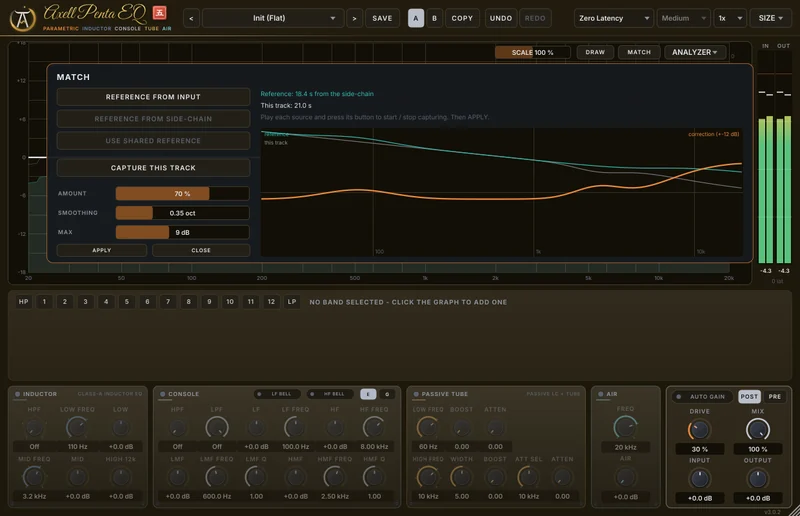 Axell Penta EQ 五
PARAMETRIC INDUCTOR CONSOLE TUBE AIR
< Init (Flat) > SAVE A B COPY UNDO REDO Zero Latency Medium 1x SIZE
SCALE 100 % DRAW MATCH ANALYZER
IN OUT
MATCH
REFERENCE FROM INPUT
REFERENCE FROM SIDE-CHAIN
USE SHARED REFERENCE
CAPTURE THIS TRACK
AMOUNT 70 %
SMOOTHING 0.35 oct
MAX 9 dB
APPLY CLOSE
Reference: 18.4 s from the side-chain
This track: 21.0 s
Play each source and press its button to start / stop capturing. Then APPLY.
reference correction (+-12 dB)
this track
100 1k 10k
+12
+6
0
-6
-12
-18
20 50 100 200 500 1k 2k 5k 10k 20k
-4.3 -4.3
HP 1 2 3 4 5 6 7 8 9 10 11 12 LP NO BAND SELECTED - CLICK THE GRAPH TO ADD ONE
INDUCTOR CLASS-A INDUCTOR EQ
HPF LOW FREQ LOW
Off 110 Hz +0.0 dB
MID FREQ MID HIGH 12k
3.2 kHz +0.0 dB +0.0 dB
CONSOLE LF BELL HF BELL E G
HPF LPF LF LF FREQ HF HF FREQ
Off Off +0.0 dB 100.0 Hz +0.0 dB 8.00 kHz
LMF LMF FREQ LMF Q HMF HMF FREQ HMF Q
+0.0 dB 600.0 Hz 1.00 +0.0 dB 2.50 kHz 1.00
PASSIVE TUBE PASSIVE LC + TUBE
LOW FREQ BOOST ATTEN
60 Hz 0.00 0.00
HIGH FREQ WIDTH BOOST ATT SEL ATTEN
10 kHz 5.00 0.00 10 kHz 0.00
AIR
FREQ
20 kHz
AIR
+0.0 dB
AUTO GAIN POST PRE
DRIVE MIX
30 % 100 %
INPUT OUTPUT
+0.0 dB +0.0 dB